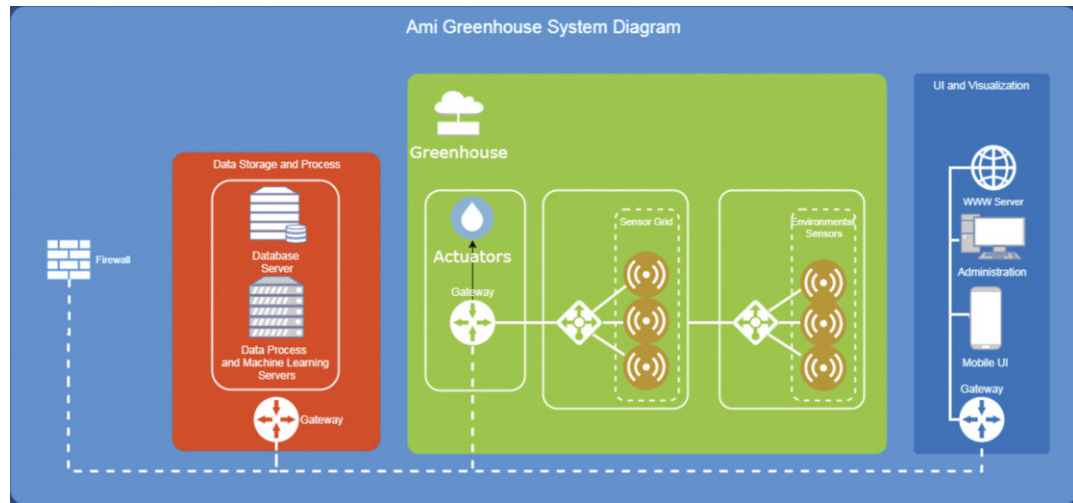 Ami Greenhouse System Diagram
Firewall
Data Storage and Process
Database
Server
Data Process
and Machine Learning
Servers
Gateway
Greenhouse
Actuators
Gateway
Sensor Grid
Environmental
Sensors
UI and Visualization
WWW Server
Administration
Mobile UI
Gateway